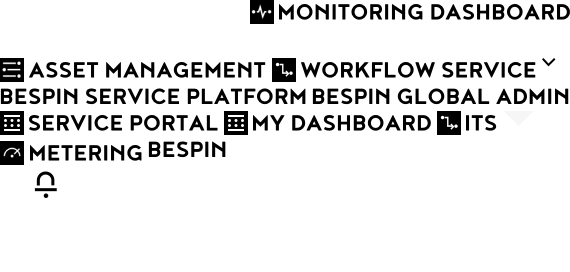 MONITORING DASHBOARD
ASSET MANAGEMENT WORKFLOW SERVICE
BESPIN SERVICE PLATFORM BESPIN GLOBAL ADMIN
SERVICE PORTAL MY DASHBOARD ITS
METERING BESPIN